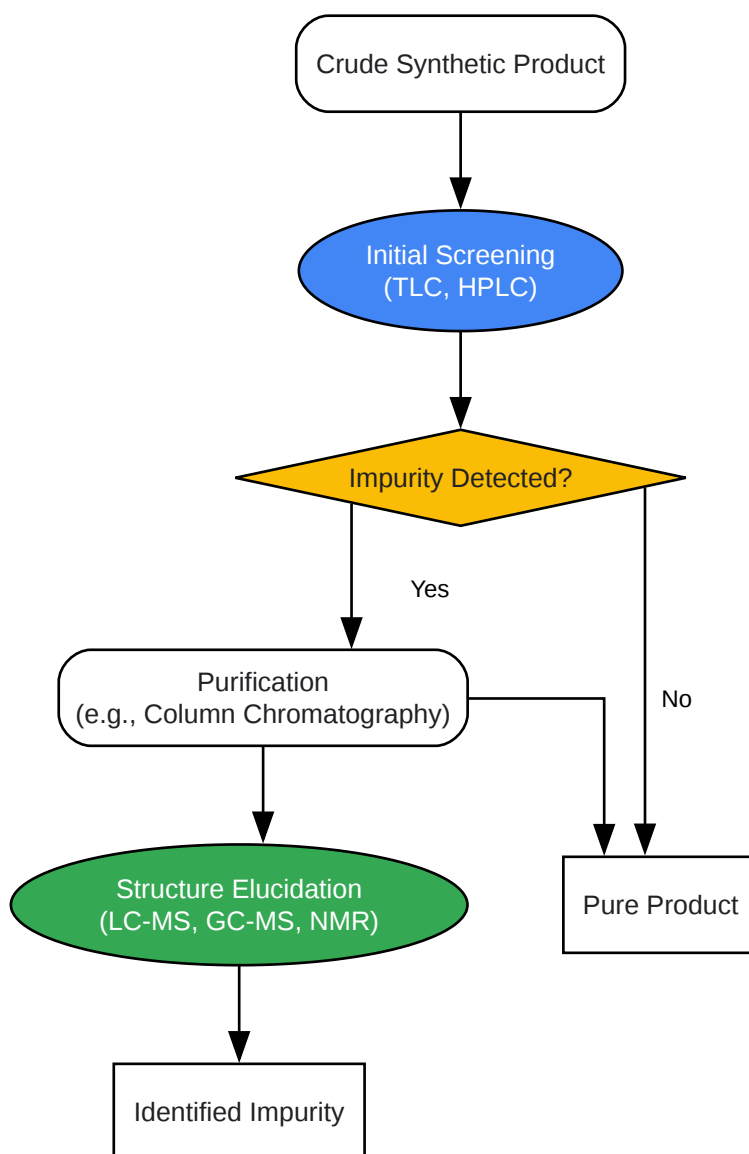 Crude Synthetic Product
Initial Screening
(TLC, HPLC)
Impurity Detected?
Yes
Purification
(e.g., Column Chromatography)
No
Structure Elucidation
(LC-MS, GC-MS, NMR)
Pure Product
Identified Impurity